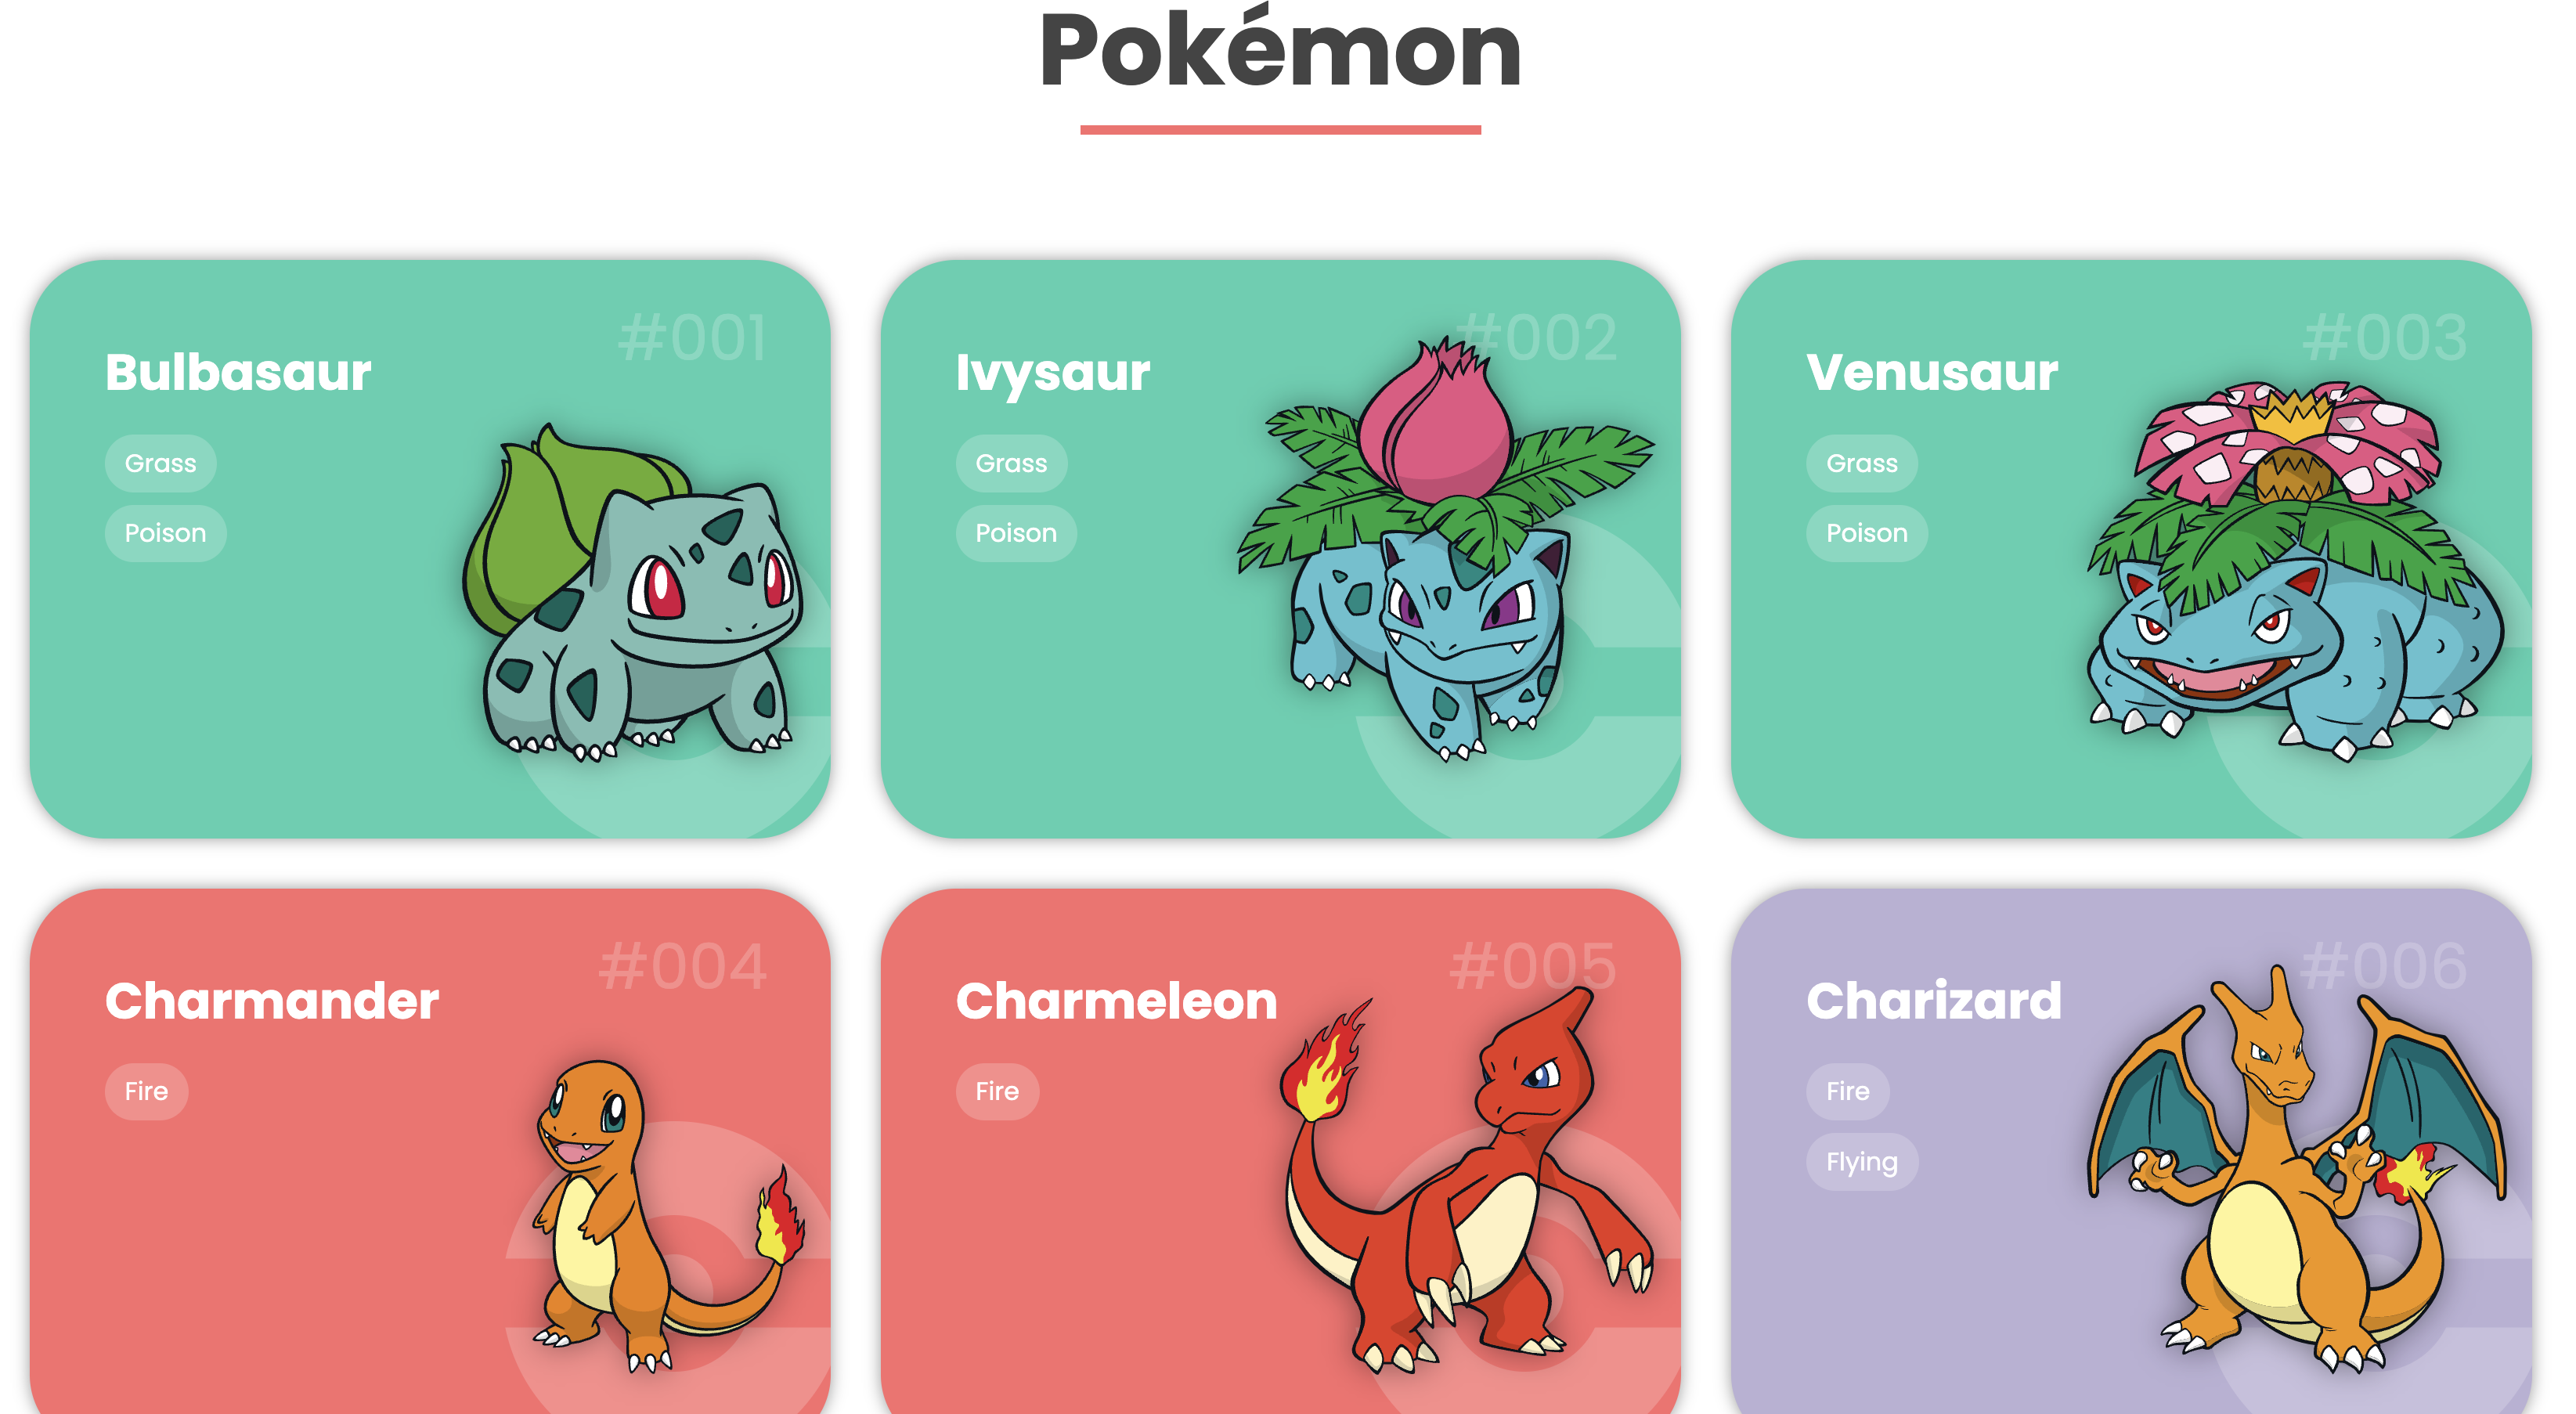 Pokémon
#001
Bulbasaur
Grass
Poison
#002
Ivysaur
Grass
Poison
#003
Venusaur
Grass
Poison
#004
Charmander
Fire
#005
Charmeleon
Fire
#006
Charizard
Fire
Flying